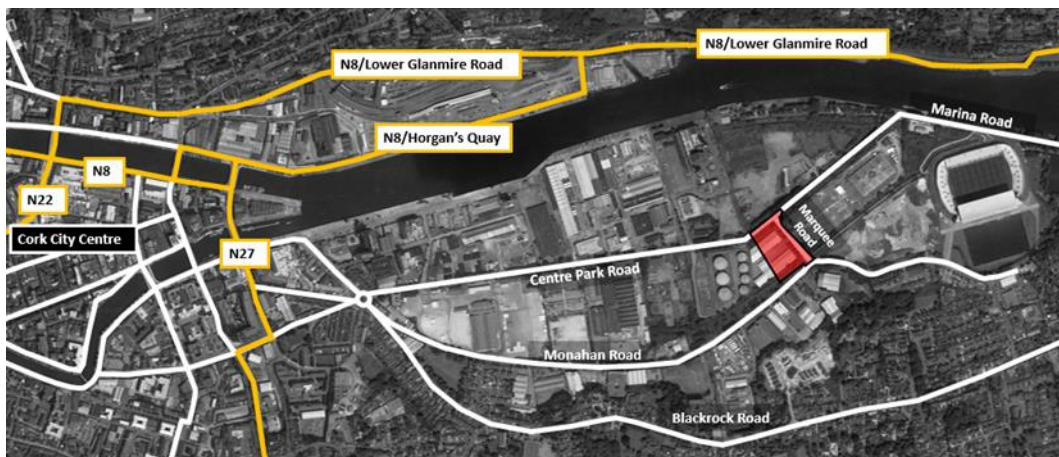 N8/Lower Glanmire Road
N8/Lower Glanmire Road
N8/Horgan's Quay
Marina Road
N8
N22
Cork City Centre
N27
Marquee
Road
Centre Park Road
Monahan Road
Blackrock Road